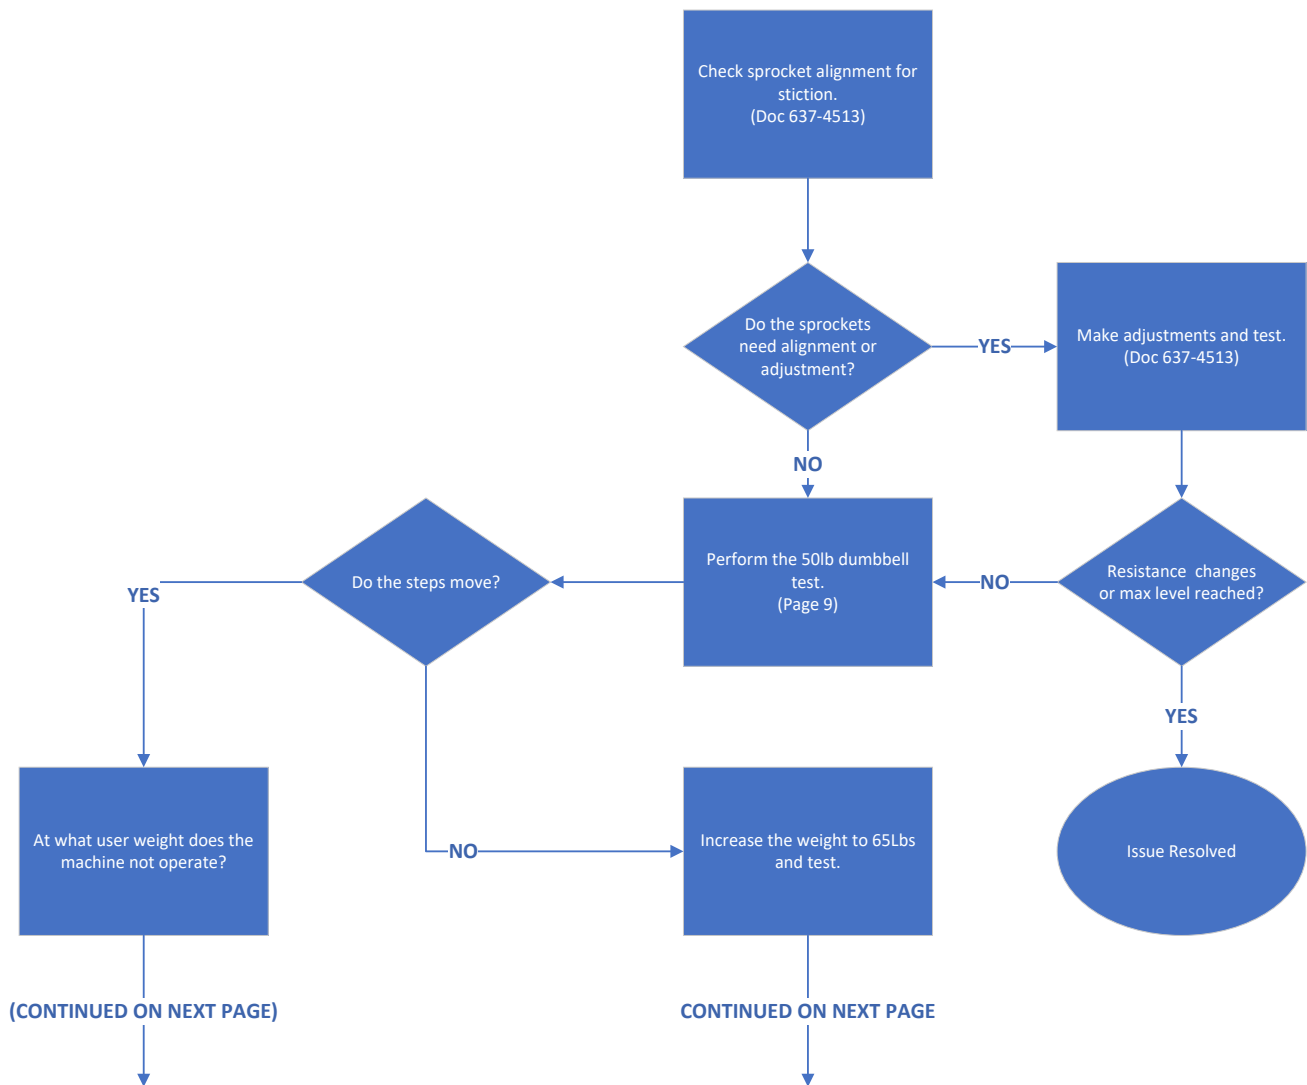 Check sprocket alignment for
stiction.
(Doc 637-4513)
Do the sprockets
need alignment or
adjustment?
YES
Make adjustments and test.
(Doc 637-4513)
NO
Do the steps move?
Perform the 50lb dumbbell
test.
(Page 9)
NO
Resistance changes
or max level reached?
YES
YES
At what user weight does the
machine not operate?
NO
Increase the weight to 65Lbs
and test.
Issue Resolved
(CONTINUED ON NEXT PAGE)
CONTINUED ON NEXT PAGE